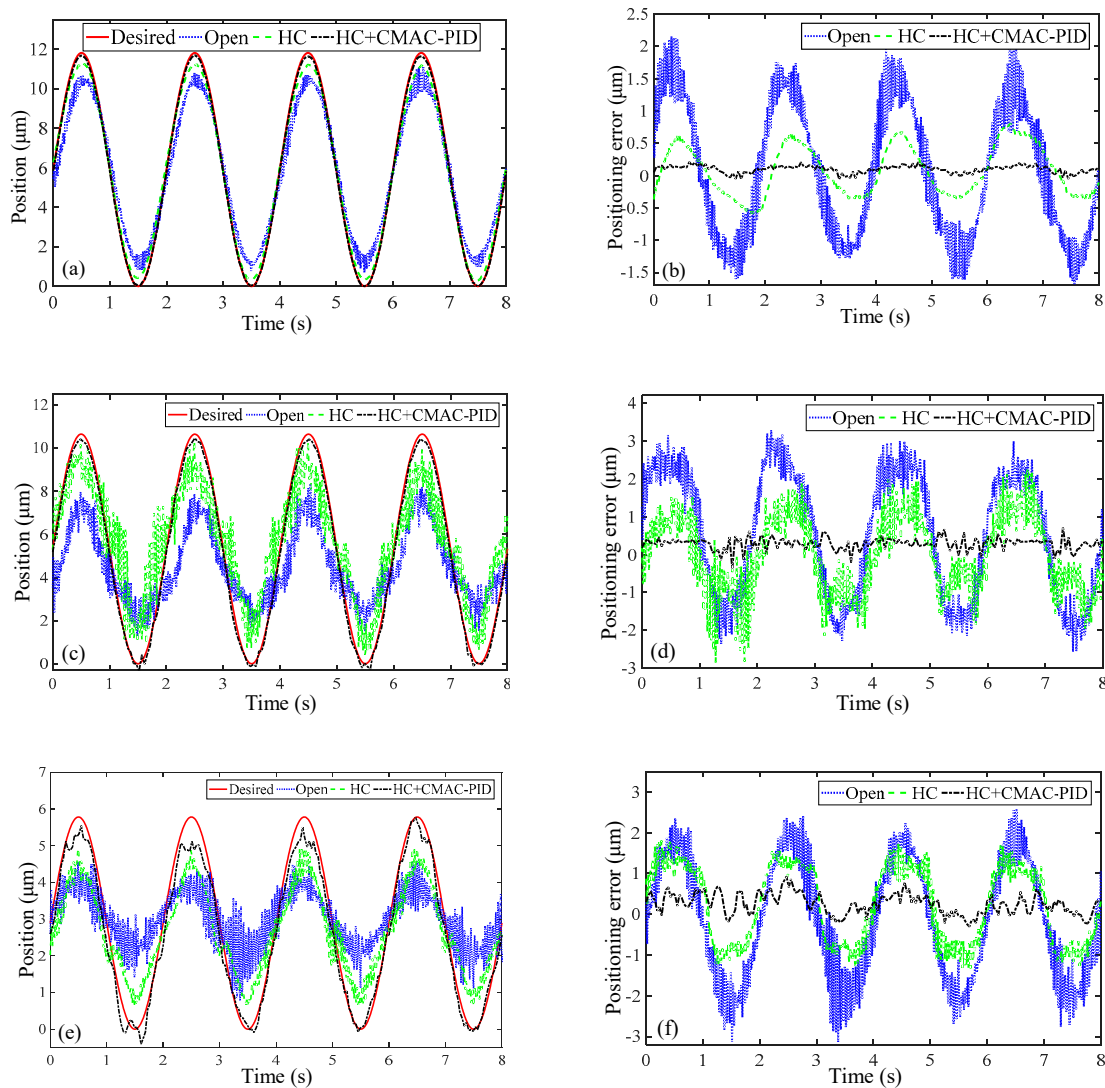 Desired Open HC HC+CMAC-PID
12
10
8
6
4
2
0
Position (μm)
(a)
0 1 2 3 4 5 6 7 8
Time (s)
Open HC HC+CMAC-PID
2.5
2
1.5
1
0.5
0
-0.5
-1
-1.5
Positioning error (μm)
(b)
0 1 2 3 4 5 6 7 8
Time (s)
Desired Open HC HC+CMAC-PID
12
10
8
6
4
2
0
Position (μm)
(c)
0 1 2 3 4 5 6 7 8
Time (s)
Open HC HC+CMAC-PID
4
3
2
1
0
-1
-2
-3
Positioning error (μm)
(d)
0 1 2 3 4 5 6 7 8
Time (s)
Desired Open HC HC+CMAC-PID
7
6
5
4
3
2
1
0
Position (μm)
(e)
0 1 2 3 4 5 6 7 8
Time (s)
Open HC HC+CMAC-PID
3
2
1
0
-1
-2
-3
Positioning error (μm)
(f)
0 1 2 3 4 5 6 7 8
Time (s)